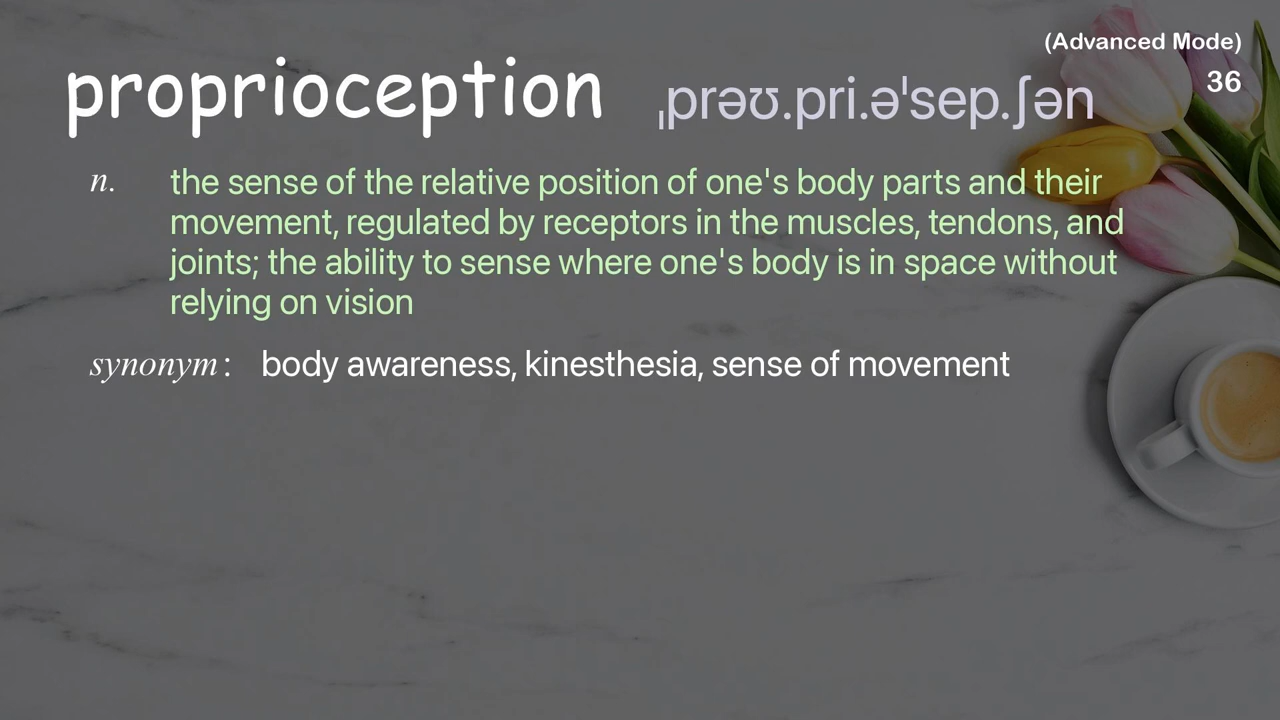 (Advanced Mode)
36
proprioception ˌprəʊ.pri.əˈsep.ʃən
n. the sense of the relative position of one's body parts and their
movement, regulated by receptors in the muscles, tendons, and
joints; the ability to sense where one's body is in space without
relying on vision
synonym: body awareness, kinesthesia, sense of movement